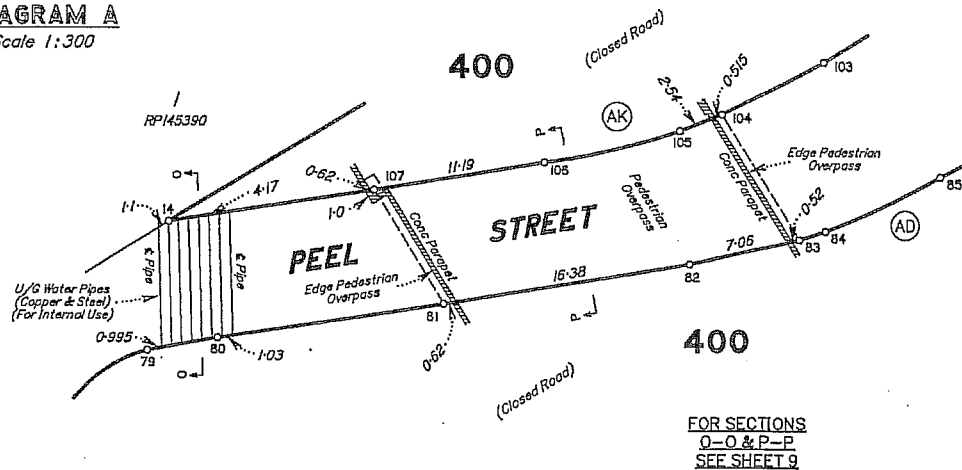 AGRAM A
Scale 1:300
400
(Closed Road)
103
0·515
2·54
104
I
RP145390
AK
105
P
106
11·19
Edge Pedestrian
Overpass
Conc Parapet
0·62
107
1·0
O
4·17
1·1
14
Pedestrian
Overpass
0·52
85
AD
84
83
STREET
PEEL
Conc Parapet
7·06
82
℄ Pipe
℄ Pipe
Edge Pedestrian
Overpass
16·38
U/G Water Pipes
(Copper & Steel)
(For Internal Use)
81
P
0·995
80
1·03
79
O
0·62
400
(Closed Road)
FOR SECTIONS
O-O & P-P
SEE SHEET 9